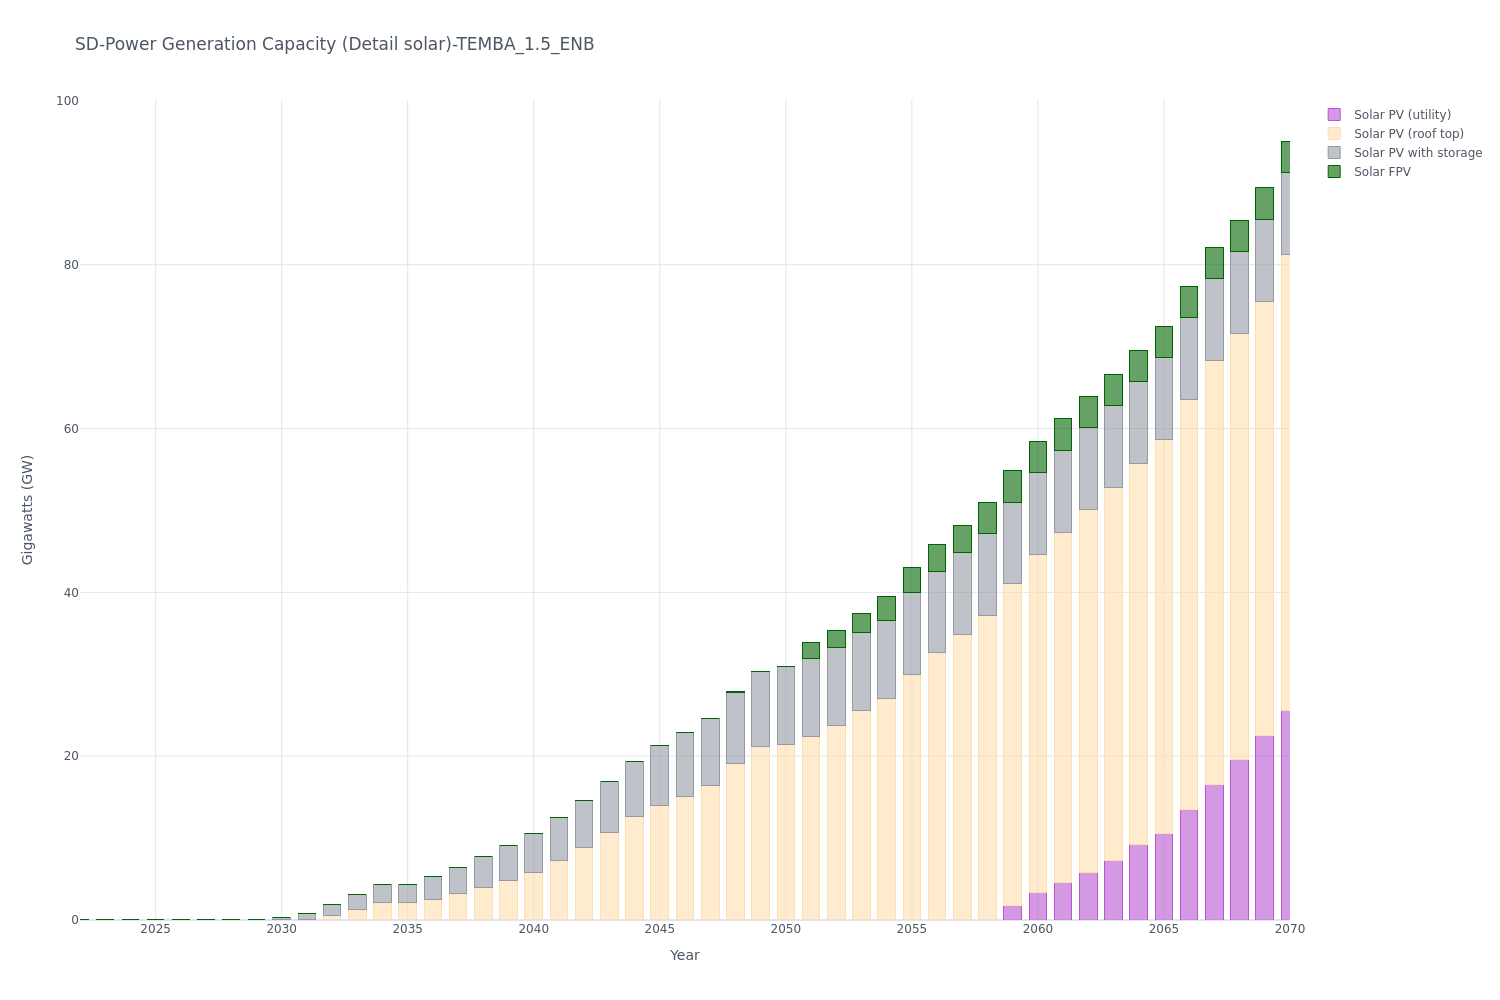 SD-Power Generation Capacity (Detail solar)-TEMBA_1.5_ENB
100
80
60
40
20
0
Gigawatts (GW)
2025
2030
2035
2040
2045
2050
2055
2060
2065
2070
Year
Solar PV (utility)
Solar PV (roof top)
Solar PV with storage
Solar FPV